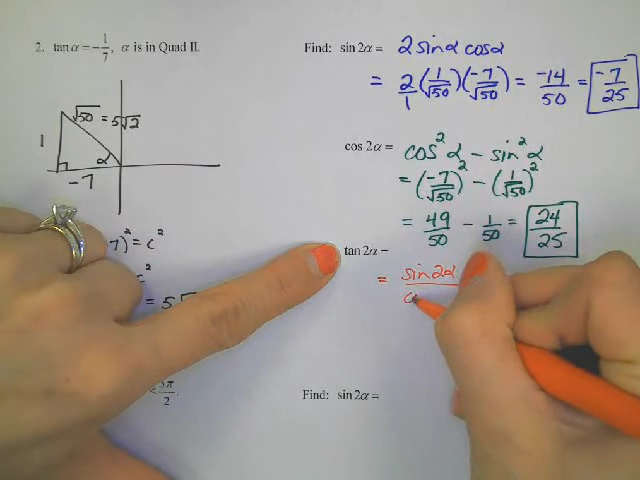 2. tan α = -1/7, α is in Quad II.
Find: sin 2α = 2 sin α cos α
= 2/1 (1/√50)(-7/√50) = -14/50 = -7/25
√50 = 5√2
1
α
-7
cos 2α = cos² α - sin² α
= (-7/√50)² - (1/√50)²
= 49/50 - 1/50 = 24/25
7)² = c²
c²
tan 2α =
= sin 2α
= 5√
Find: sin 2α =